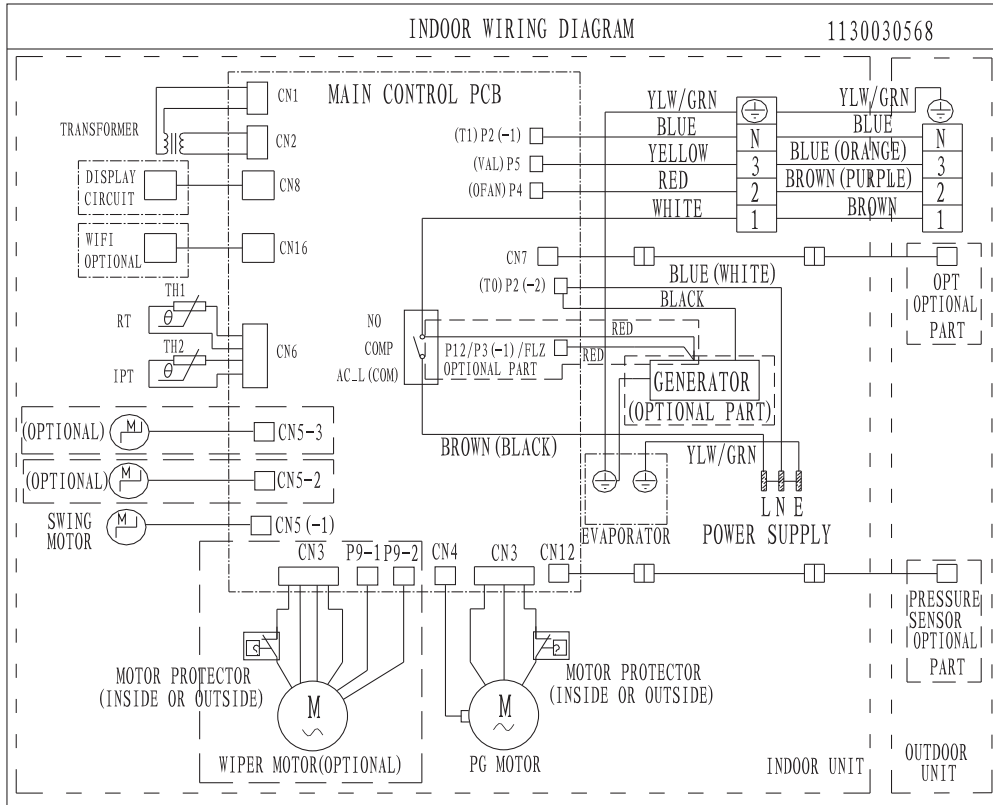 INDOOR WIRING DIAGRAM
1130030568
MAIN CONTROL PCB
CN1
TRANSFORMER
CN2
DISPLAY
CIRCUIT
CN8
WIFI
OPTIONAL
CN16
TH1
θ
RT
TH2
θ
IPT
CN6
(OPTIONAL)
M
CN5-3
(OPTIONAL)
M
CN5-2
SWING
MOTOR
M
CN5(-1)
(T1)P2(-1)
(VAL)P5
(OFAN)P4
YLW/GRN
BLUE
YELLOW
RED
WHITE
N
3
2
1
YLW/GRN
BLUE
BLUE(ORANGE)
BROWN(PURPLE)
BROWN
N
3
2
1
CN7
(T0)P2(-2)
BLUE(WHITE)
BLACK
OPT
OPTIONAL
PART
NO
COMP
AC_L(COM)
RED
P12/P3(-1)/FLZ
OPTIONAL PART
RED
GENERATOR
(OPTIONAL PART)
BROWN(BLACK)
YLW/GRN
EVAPORATOR
L N E
POWER SUPPLY
CN3
P9-1
P9-2
CN4
CN3
CN12
PRESSURE
SENSOR
OPTIONAL
PART
MOTOR PROTECTOR
(INSIDE OR OUTSIDE)
M
WIPER MOTOR(OPTIONAL)
MOTOR PROTECTOR
(INSIDE OR OUTSIDE)
M
PG MOTOR
INDOOR UNIT
OUTDOOR
UNIT